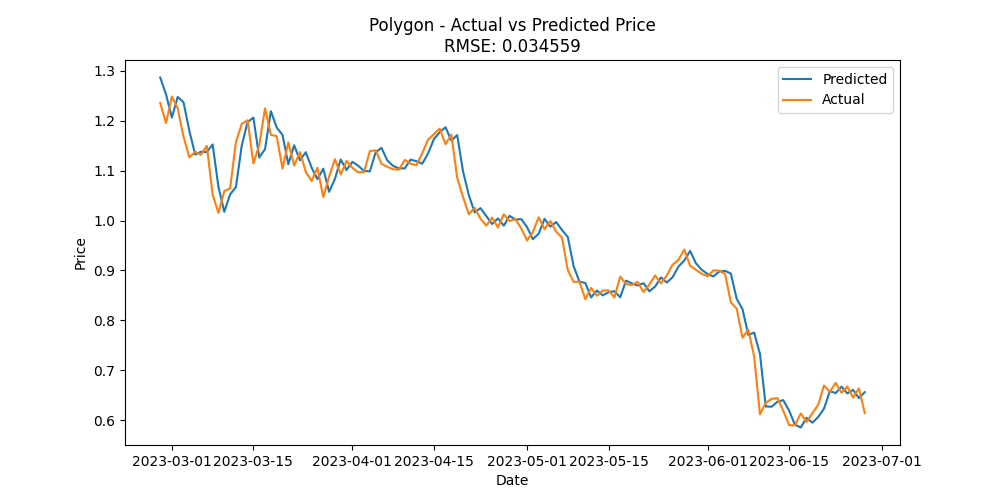 Polygon - Actual vs Predicted Price
RMSE: 0.034559
Predicted
Actual
1.3
1.2
1.1
1.0
0.9
0.8
0.7
0.6
Price
2023-03-01 2023-03-15 2023-04-01 2023-04-15 2023-05-01 2023-05-15 2023-06-01 2023-06-15 2023-07-01
Date